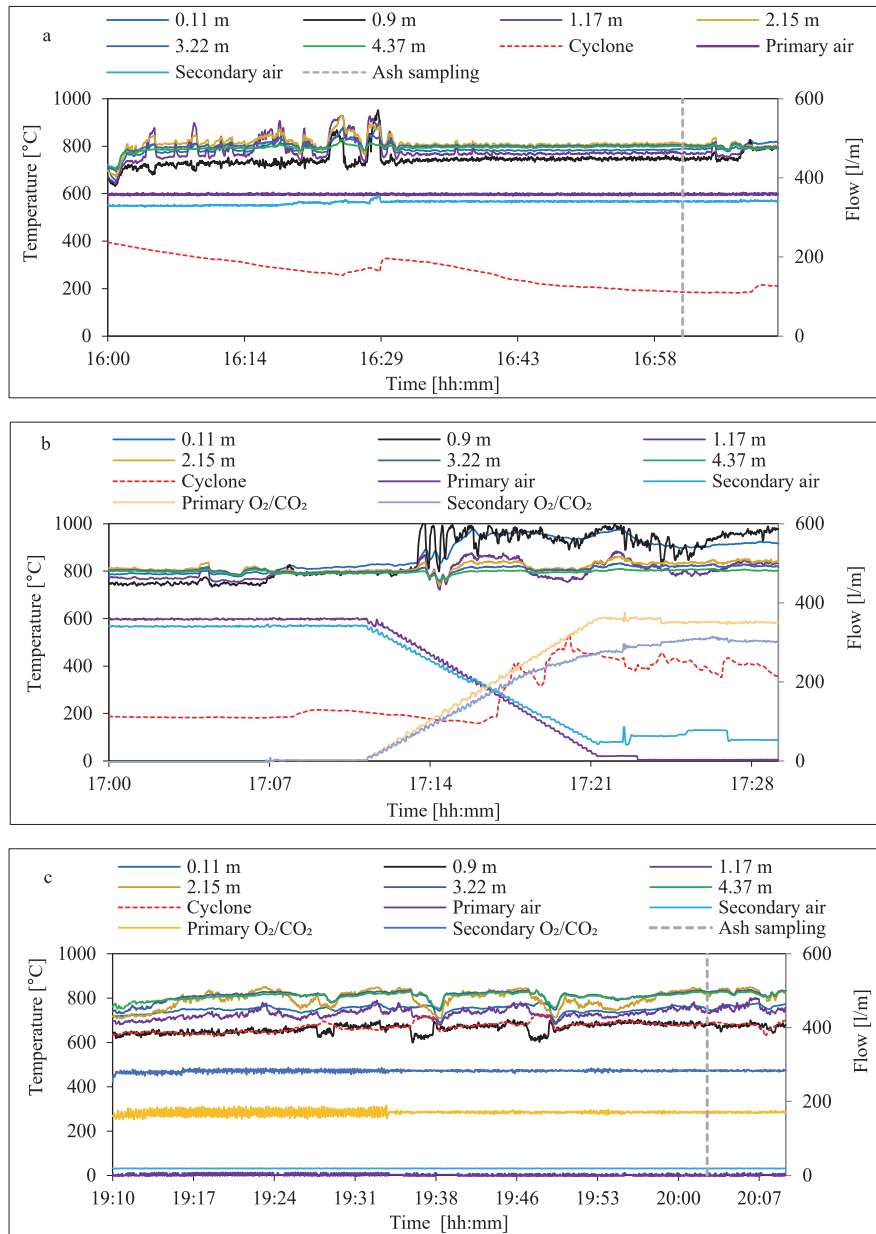 a
0.11 m 0.9 m 1.17 m 2.15 m
3.22 m 4.37 m Cyclone Primary air
Secondary air Ash sampling
1000 600
800
400
600
400
200
200
0 0
Temperature [°C]
Flow [l/m]
16:00 16:14 16:29 16:43 16:58
Time [hh:mm]
b
0.11 m 0.9 m 1.17 m
2.15 m 3.22 m 4.37 m
Cyclone Primary air Secondary air
Primary O₂/CO₂ Secondary O₂/CO₂
1000 600
800
400
600
400
200
200
0 0
Temperature [°C]
Flow [l/m]
17:00 17:07 17:14 17:21 17:28
Time [hh:mm]
c
0.11 m 0.9 m 1.17 m
2.15 m 3.22 m 4.37 m
Cyclone Primary air Secondary air
Primary O₂/CO₂ Secondary O₂/CO₂ Ash sampling
1000 600
800
400
600
400
200
200
0 0
Temperature [°C]
Flow [l/m]
19:10 19:17 19:24 19:31 19:38 19:46 19:53 20:00 20:07
Time [hh:mm]